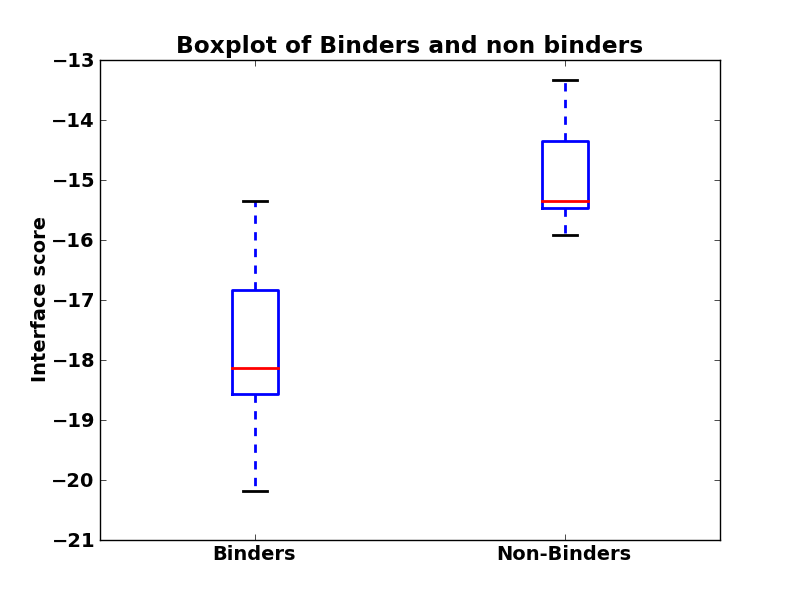 Boxplot of Binders and non binders
Interface score
−13
−14
−15
−16
−17
−18
−19
−20
−21
Binders
Non-Binders